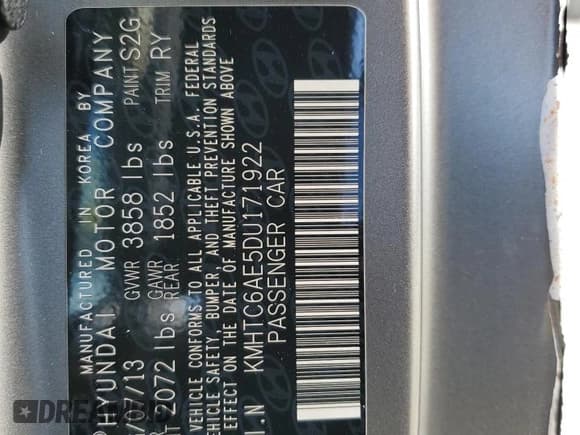 MANUFACTURED IN KOREA BY
HYUNDAI MOTOR COMPANY
/13 GVWR 3858 lbs PAINT S2G
2072 lbs GAWR REAR 1852 lbs TRIM RY
VEHICLE CONFORMS TO ALL APPLICABLE U.S.A. FEDERAL
VEHICLE SAFETY, BUMPER, AND THEFT PREVENTION STANDARDS
EFFECT ON THE DATE OF MANUFACTURE SHOWN ABOVE
I.N KMHTC6AE5DU171922
PASSENGER CAR
DREAMBID